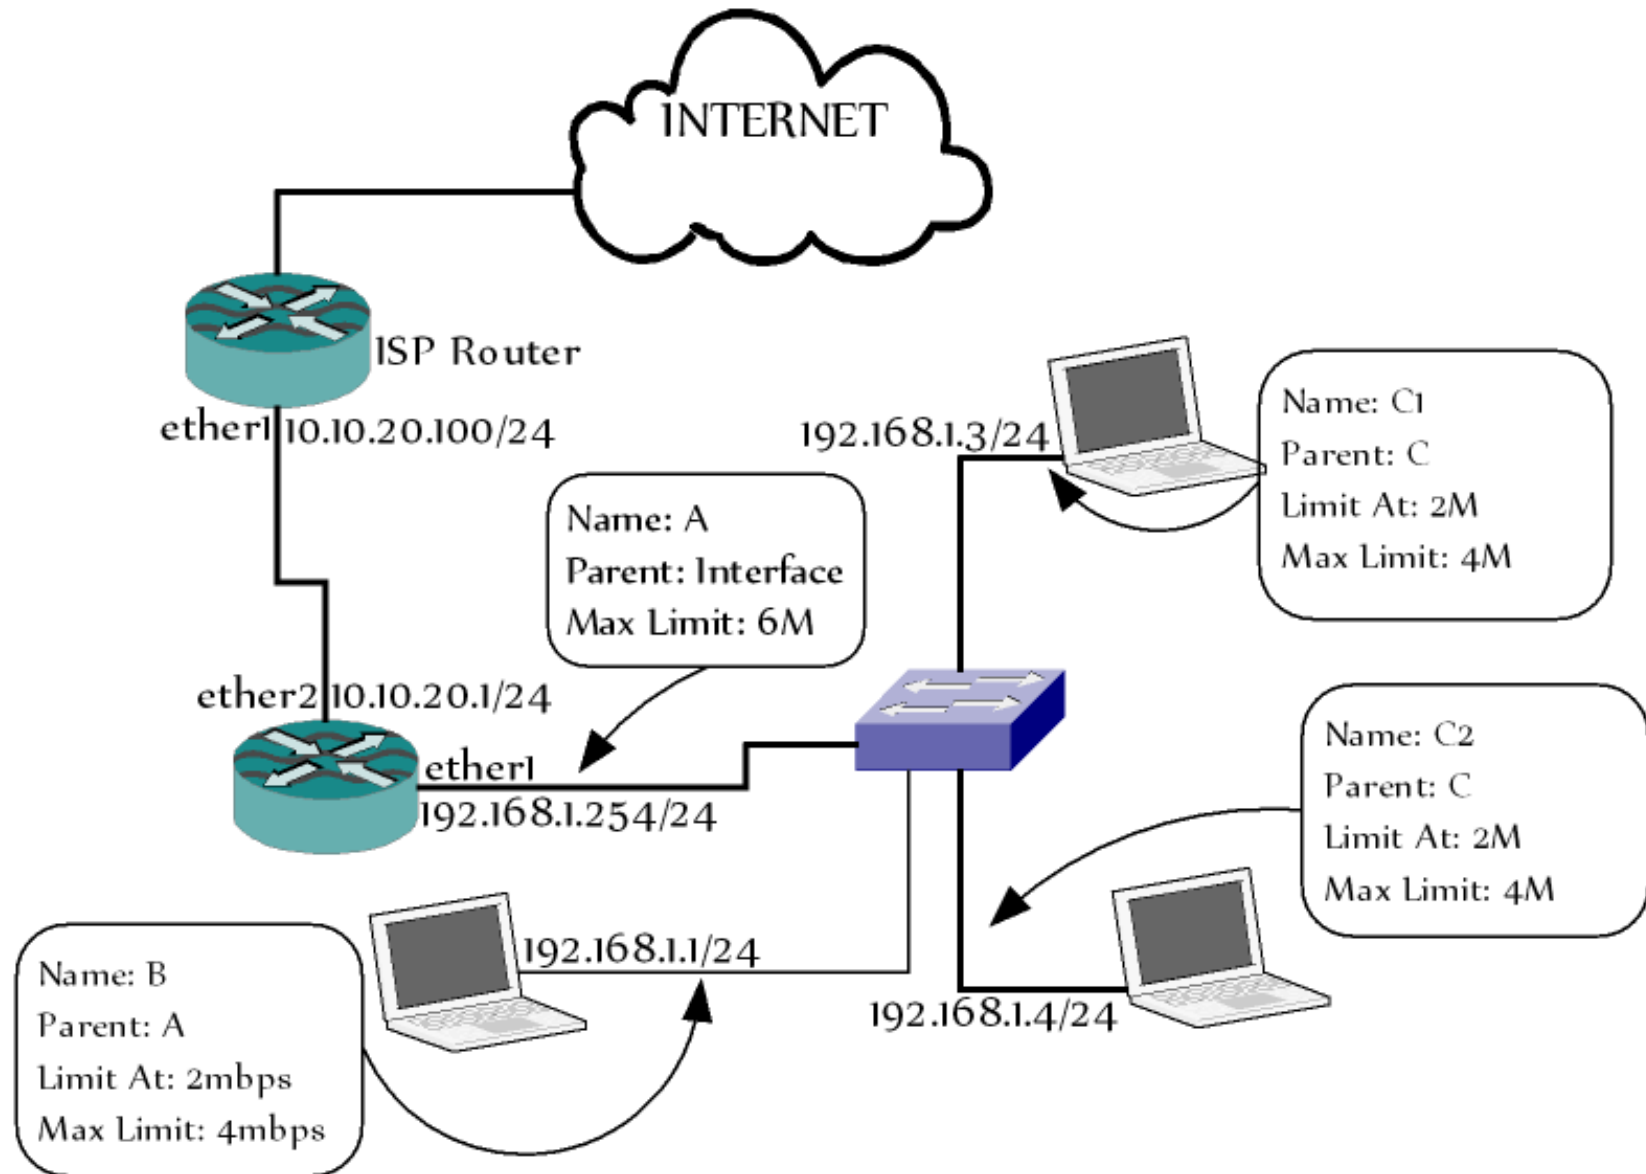 INTERNET
ISP Router
ether1 10.10.20.100/24
192.168.1.3/24
Name: C1
Parent: C
Limit At: 2M
Max Limit: 4M
Name: A
Parent: Interface
Max Limit: 6M
ether2 10.10.20.1/24
ether1
192.168.1.254/24
Name: C2
Parent: C
Limit At: 2M
Max Limit: 4M
192.168.1.1/24
192.168.1.4/24
Name: B
Parent: A
Limit At: 2mbps
Max Limit: 4mbps